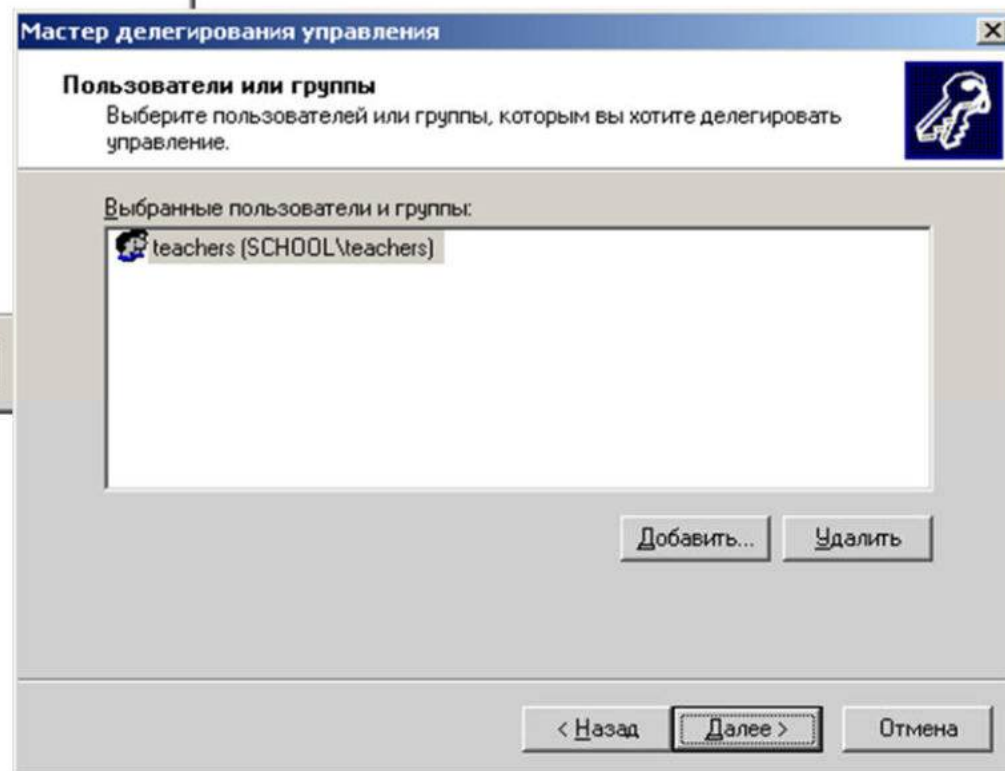 Мастер делегирования управления
Пользователи или группы
Выберите пользователей или группы, которым вы хотите делегировать
управление.
Выбранные пользователи и группы:
teachers (SCHOOL\teachers)
Добавить... Удалить
< Назад Далее > Отмена